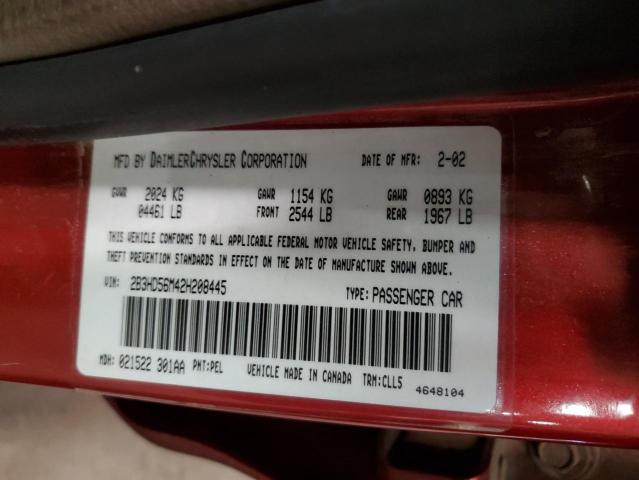 MFD BY DAIMLERCHRYSLER CORPORATION DATE OF MFR: 2-02
GVWR 2024 KG GAWR 1154 KG GAWR 0893 KG
04461 LB FRONT 2544 LB REAR 1967 LB
THIS VEHICLE CONFORMS TO ALL APPLICABLE FEDERAL MOTOR VEHICLE SAFETY, BUMPER AND
THEFT PREVENTION STANDARDS IN EFFECT ON THE DATE OF MANUFACTURE SHOWN ABOVE.
VIN: 2B3HD56M42H208445 TYPE: PASSENGER CAR
MDH: 021522 301AA PNT:PEL VEHICLE MADE IN CANADA TRM:CLL5
4648104